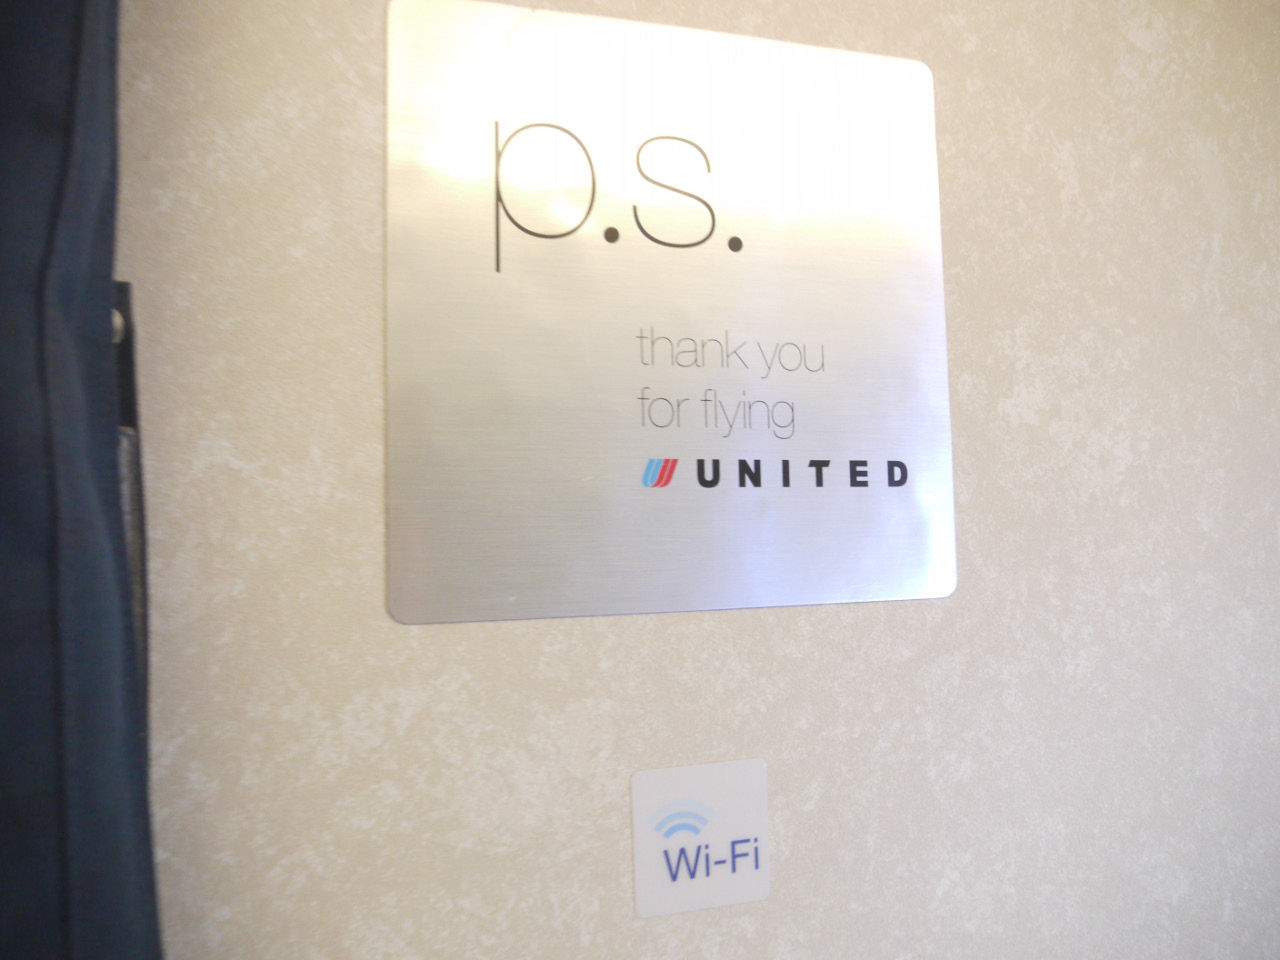 p.s.
thank you
for flying
UNITED
Wi-Fi